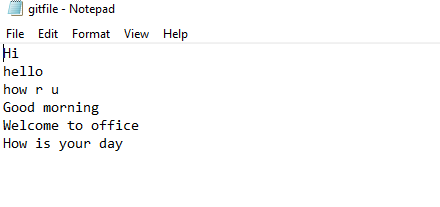 gitfile - Notepad
File Edit Format View Help
Hi
hello
how r u
Good morning
Welcome to office
How is your day